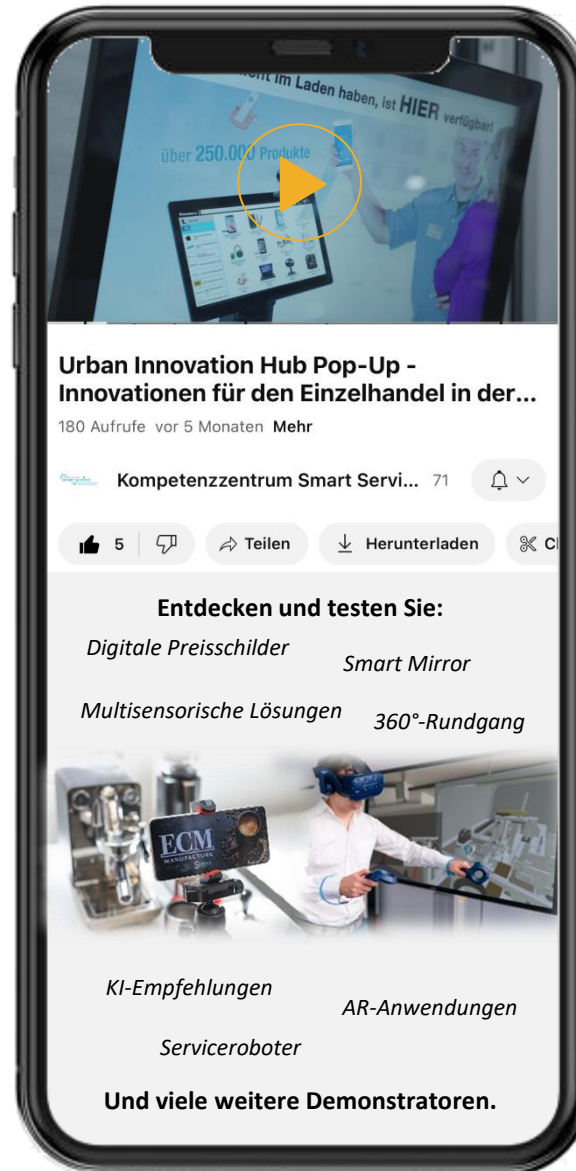 nicht im Laden haben, ist HIER verfügbar!
über 250.000 Produkte
Urban Innovation Hub Pop-Up -
Innovationen für den Einzelhandel in der...
180 Aufrufe vor 5 Monaten Mehr
Kompetenzzentrum Smart Servi... 71
5 Teilen Herunterladen Cl
Entdecken und testen Sie:
Digitale Preisschilder
Smart Mirror
Multisensorische Lösungen
360°-Rundgang
ECM
MANUFACTURE
KI-Empfehlungen
AR-Anwendungen
Serviceroboter
Und viele weitere Demonstratoren.